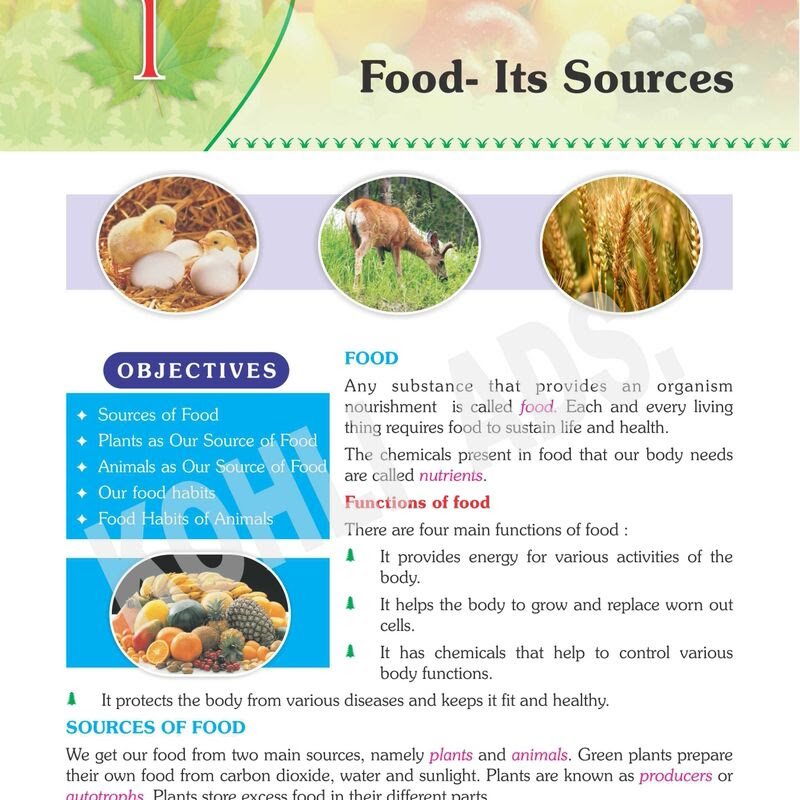 1
Food- Its Sources
OBJECTIVES
Sources of Food
Plants as Our Source of Food
Animals as Our Source of Food
Our food habits
Food Habits of Animals
FOOD
Any substance that provides an organism
nourishment is called food. Each and every living
thing requires food to sustain life and health.
The chemicals present in food that our body needs
are called nutrients.
Functions of food
There are four main functions of food :
It provides energy for various activities of the
body.
It helps the body to grow and replace worn out
cells.
It has chemicals that help to control various
body functions.
It protects the body from various diseases and keeps it fit and healthy.
SOURCES OF FOOD
We get our food from two main sources, namely plants and animals. Green plants prepare
their own food from carbon dioxide, water and sunlight. Plants are known as producers or
autotrophs. Plants store excess food in their different parts.
KOHLI ADS.